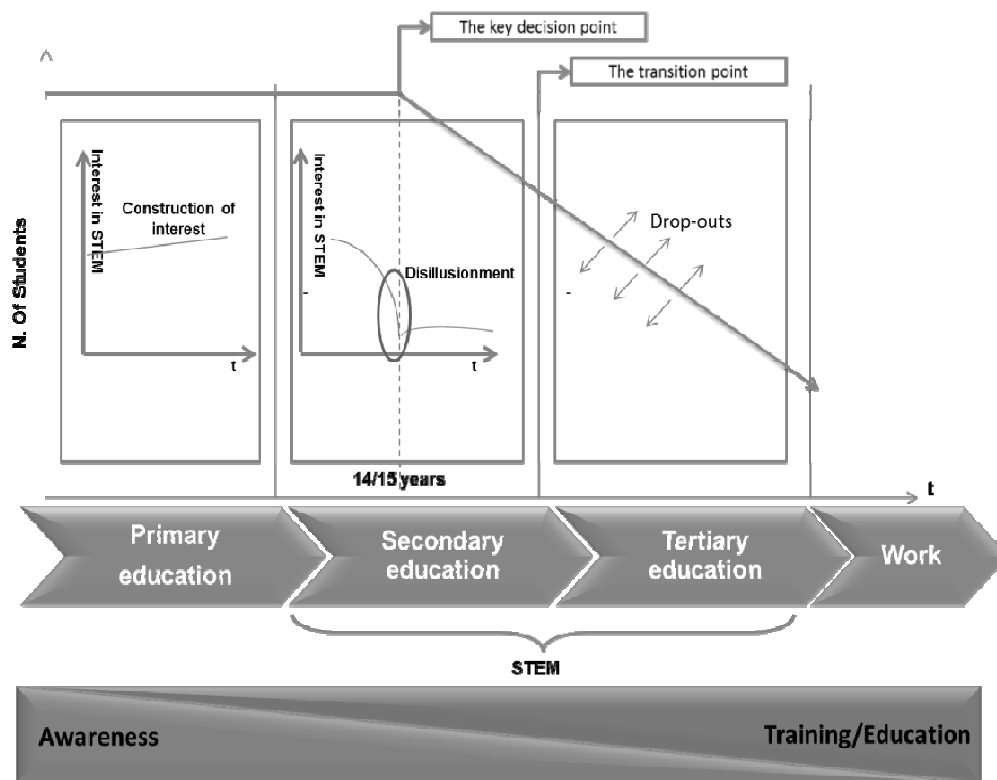 The key decision point
The transition point
N. Of Students
Interest in STEM
Construction of
interest
t
Interest in STEM
Disillusionment
t
Drop-outs
14/15 years
t
Primary
education
Secondary
education
Tertiary
education
Work
STEM
Awareness
Training/Education